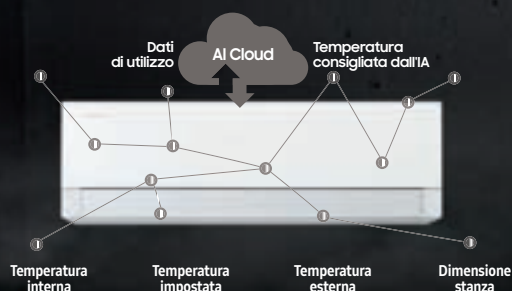 Dati
di utilizzo
AI Cloud
Temperatura
consigliata dall'IA
Temperatura
interna
Temperatura
impostata
Temperatura
esterna
Dimensione
stanza